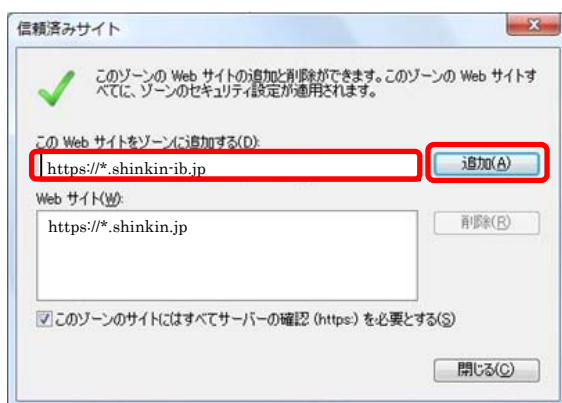 信頼済みサイト
このゾーンの Web サイトの追加と削除ができます。このゾーンの Web サイトす
べてに、ゾーンのセキュリティ設定が適用されます。
この Web サイトをゾーンに追加する(D):
https://*.shinkin-ib.jp
追加(A)
Web サイト(W):
https://*.shinkin.jp
削除(R)
このゾーンのサイトにはすべてサーバーの確認 (https:) を必要とする(S)
閉じる(C)